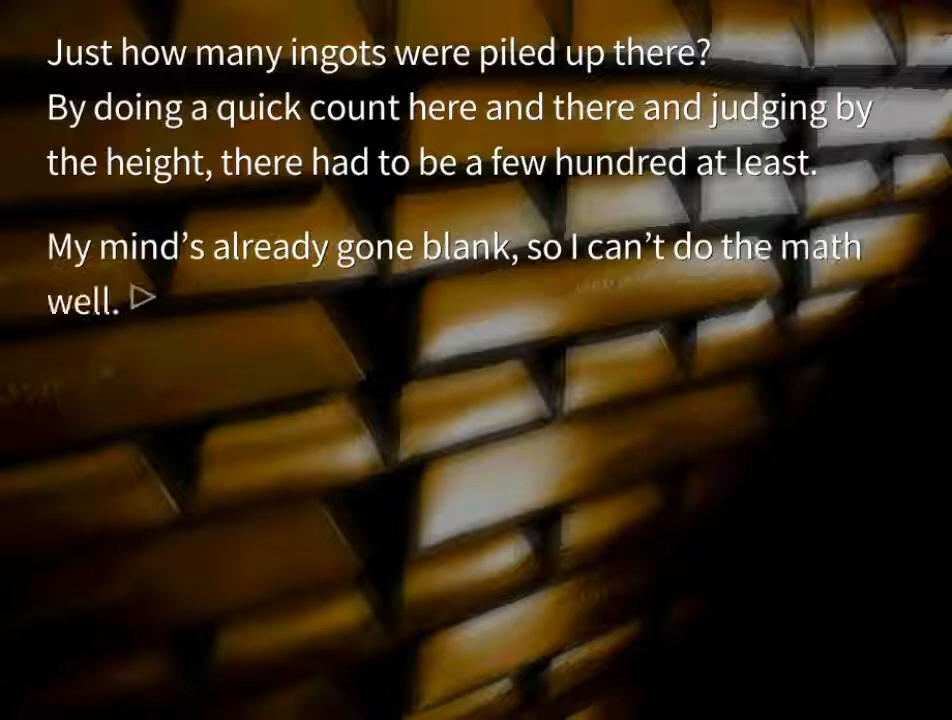 Just how many ingots were piled up there?
By doing a quick count here and there and judging by
the height, there had to be a few hundred at least.
My mind’s already gone blank, so I can’t do the math
well.